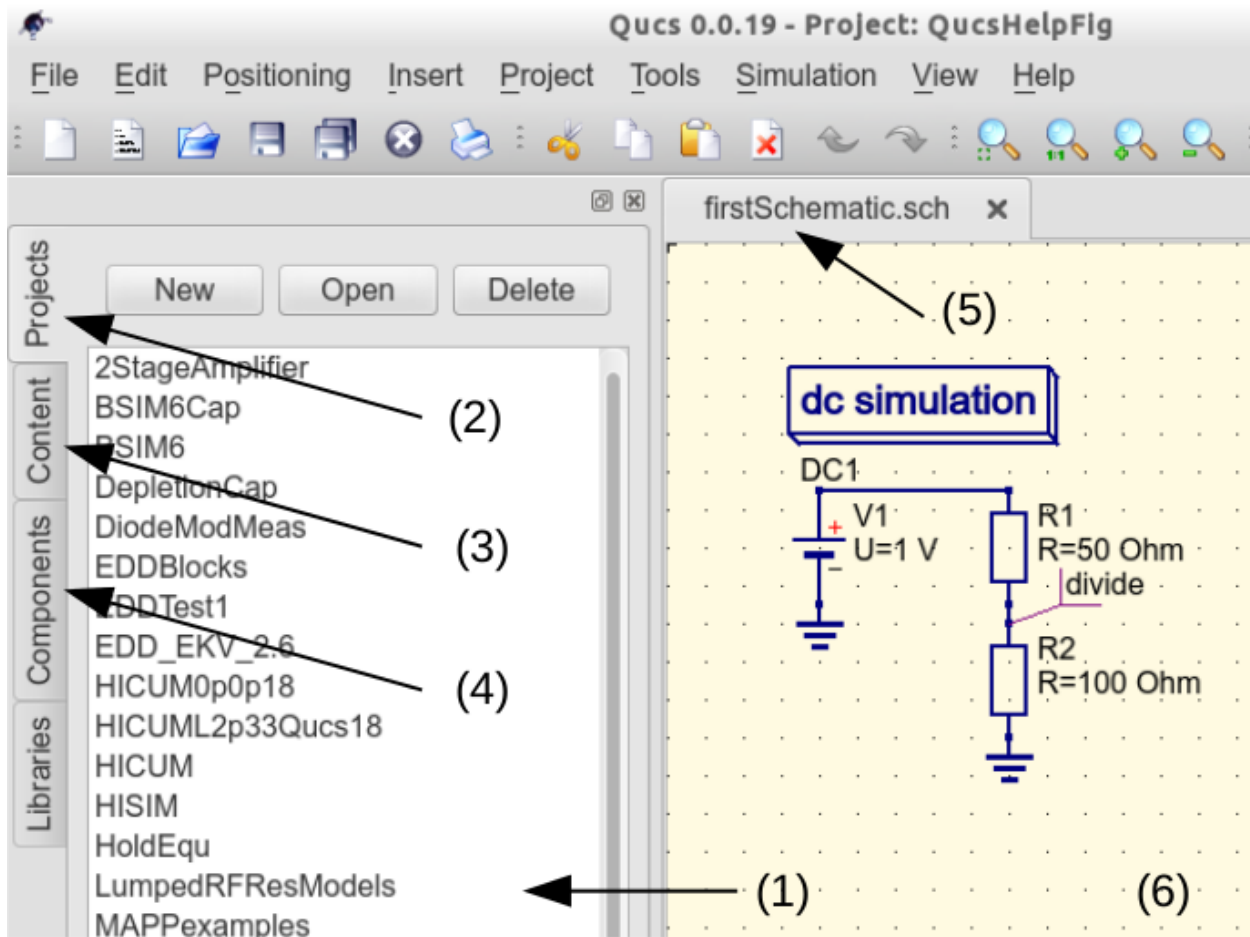 Qucs 0.0.19 - Project: QucsHelpFig
File Edit Positioning Insert Project Tools Simulation View Help
1:1
firstSchematic.sch
Projects
Content
Components
Libraries
New Open Delete
2StageAmplifier
BSIM6Cap
BSIM6
DepletionCap
DiodeModMeas
EDDBlocks
EDDTest1
EDD_EKV_2.6
HICUM0p0p18
HICUML2p33Qucs18
HICUM
HISIM
HoldEqu
LumpedRFResModels
MAPPexamples
(2)
(3)
(4)
(1)
(5)
dc simulation
DC1
V1
U=1 V
R1
R=50 Ohm
divide
R2
R=100 Ohm
(6)